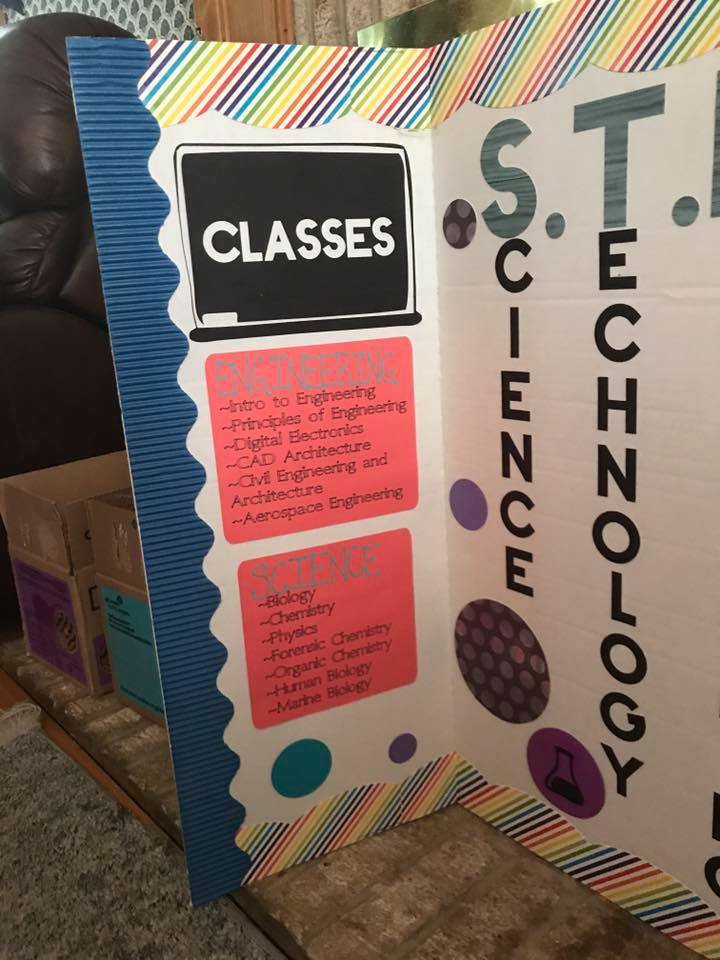 CLASSES
ENGINEERING
~Intro to Engineering
~Principles of Engineering
~Digital Electronics
~CAD Architecture
~Civil Engineering and
Architecture
~Aerospace Engineering
SCIENCE
~Biology
~Chemistry
~Physics
~Forensic Chemistry
~Organic Chemistry
~Human Biology
~Marine Biology
S.T.
SCIENCE
TECHNOLOGY